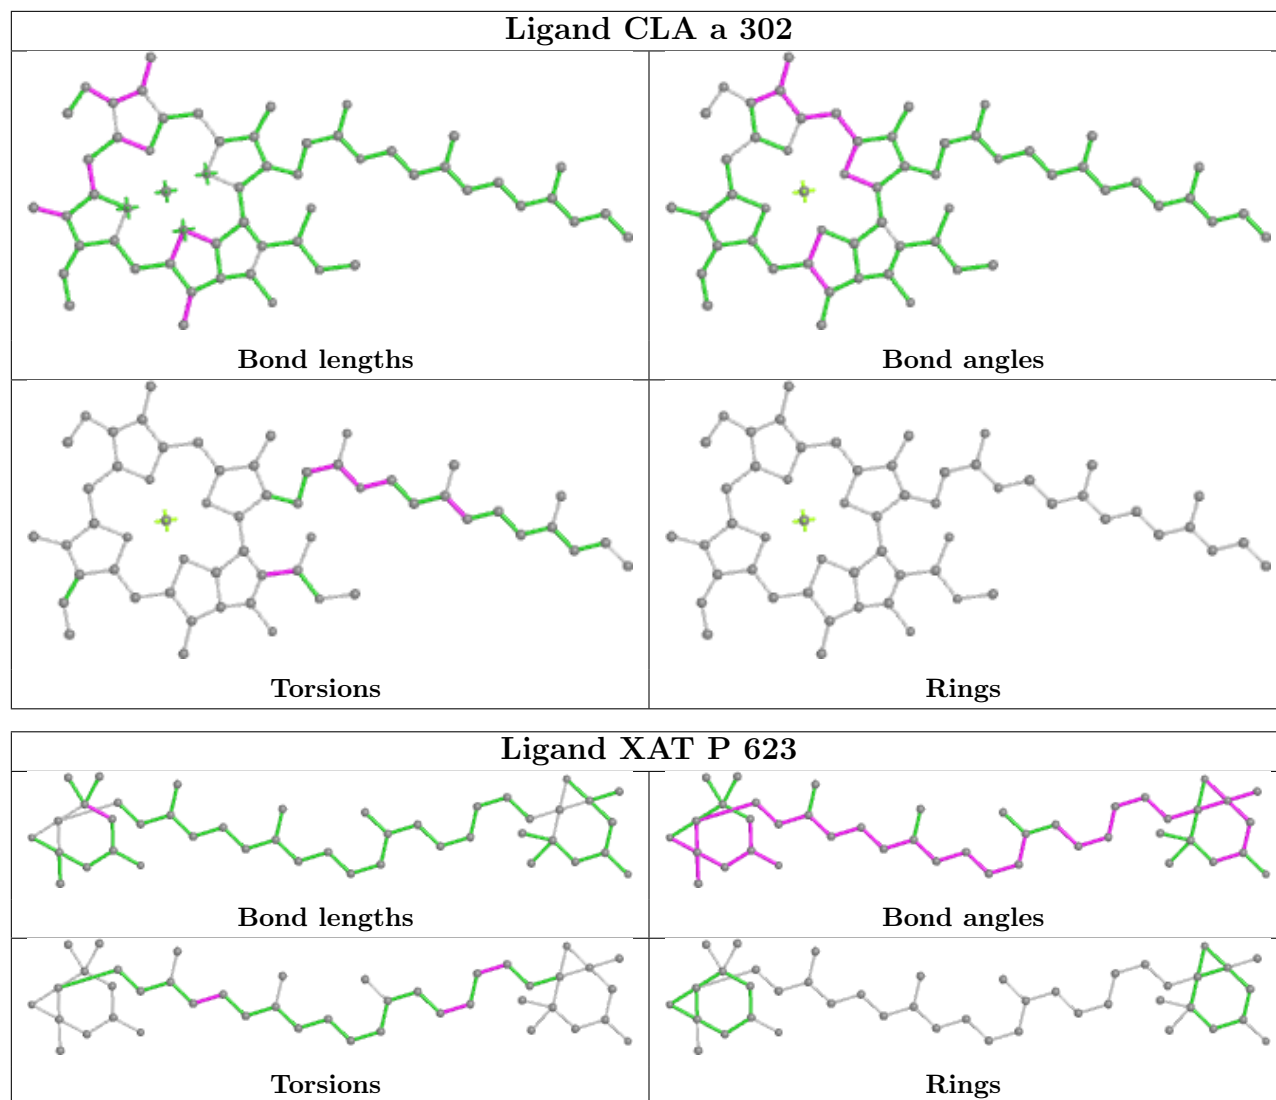 Ligand CLA a 302
Bond lengths
Bond angles
Torsions
Rings
Ligand XAT P 623
Bond lengths
Bond angles
Torsions
Rings